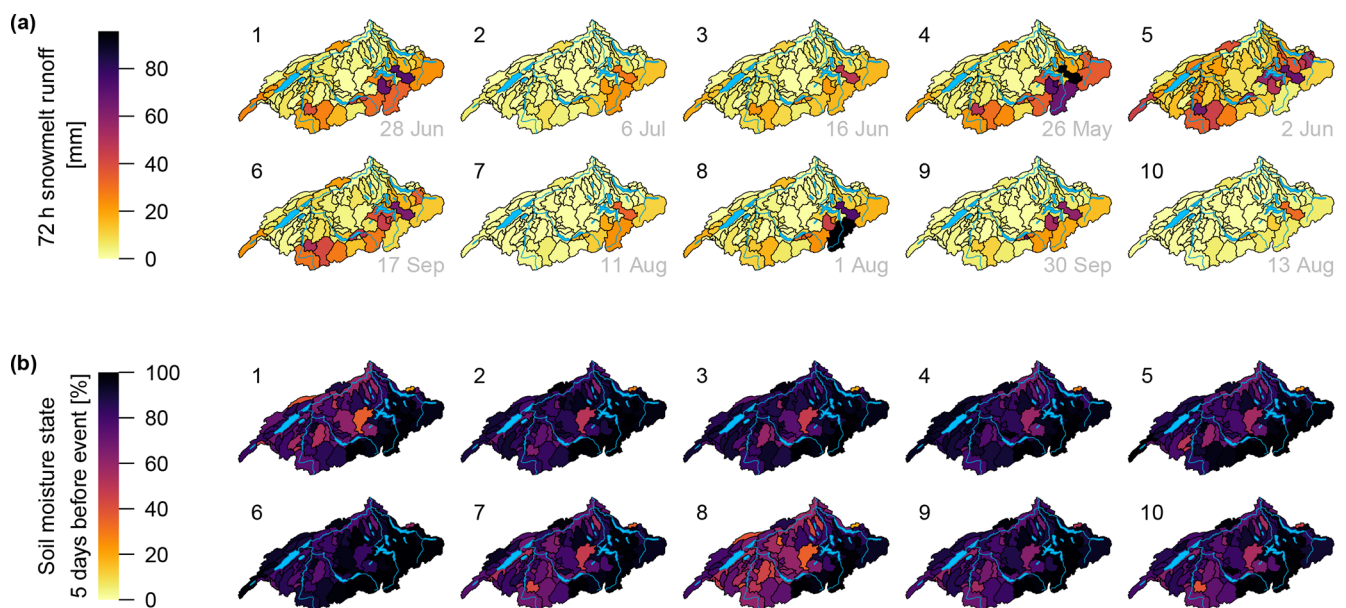 (a)
72 h snowmelt runoff
[mm]
80
60
40
20
0
1
2
3
4
5
28 Jun
6 Jul
16 Jun
26 May
2 Jun
6
7
8
9
10
17 Sep
11 Aug
1 Aug
30 Sep
13 Aug
(b)
Soil moisture state
5 days before event [%]
100
80
60
40
20
0
1
2
3
4
5
6
7
8
9
10